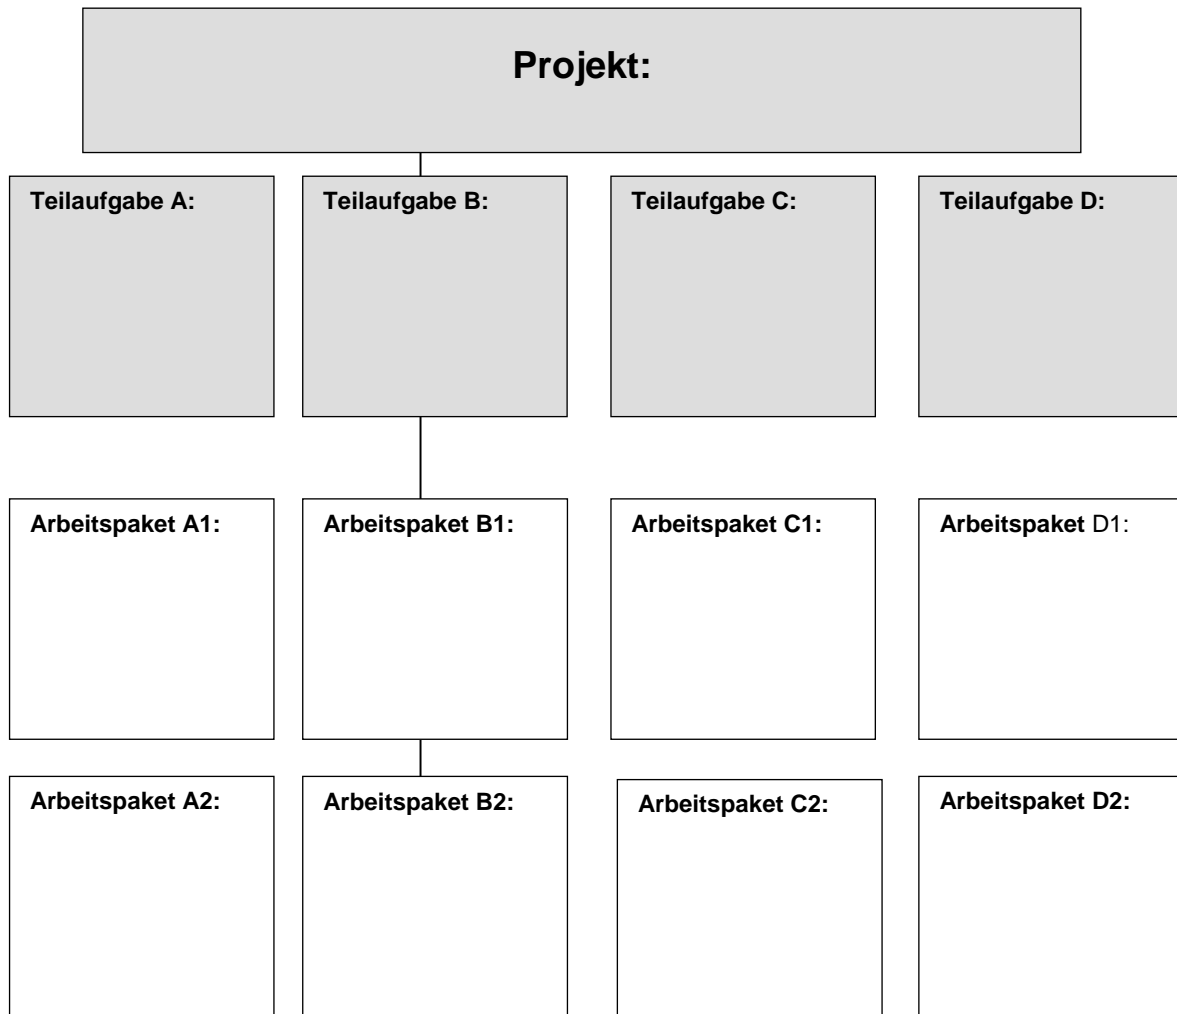 Projekt:
Teilaufgabe A:
Teilaufgabe B:
Teilaufgabe C:
Teilaufgabe D:
Arbeitspaket A1:
Arbeitspaket B1:
Arbeitspaket C1:
Arbeitspaket D1:
Arbeitspaket A2:
Arbeitspaket B2:
Arbeitspaket C2:
Arbeitspaket D2: